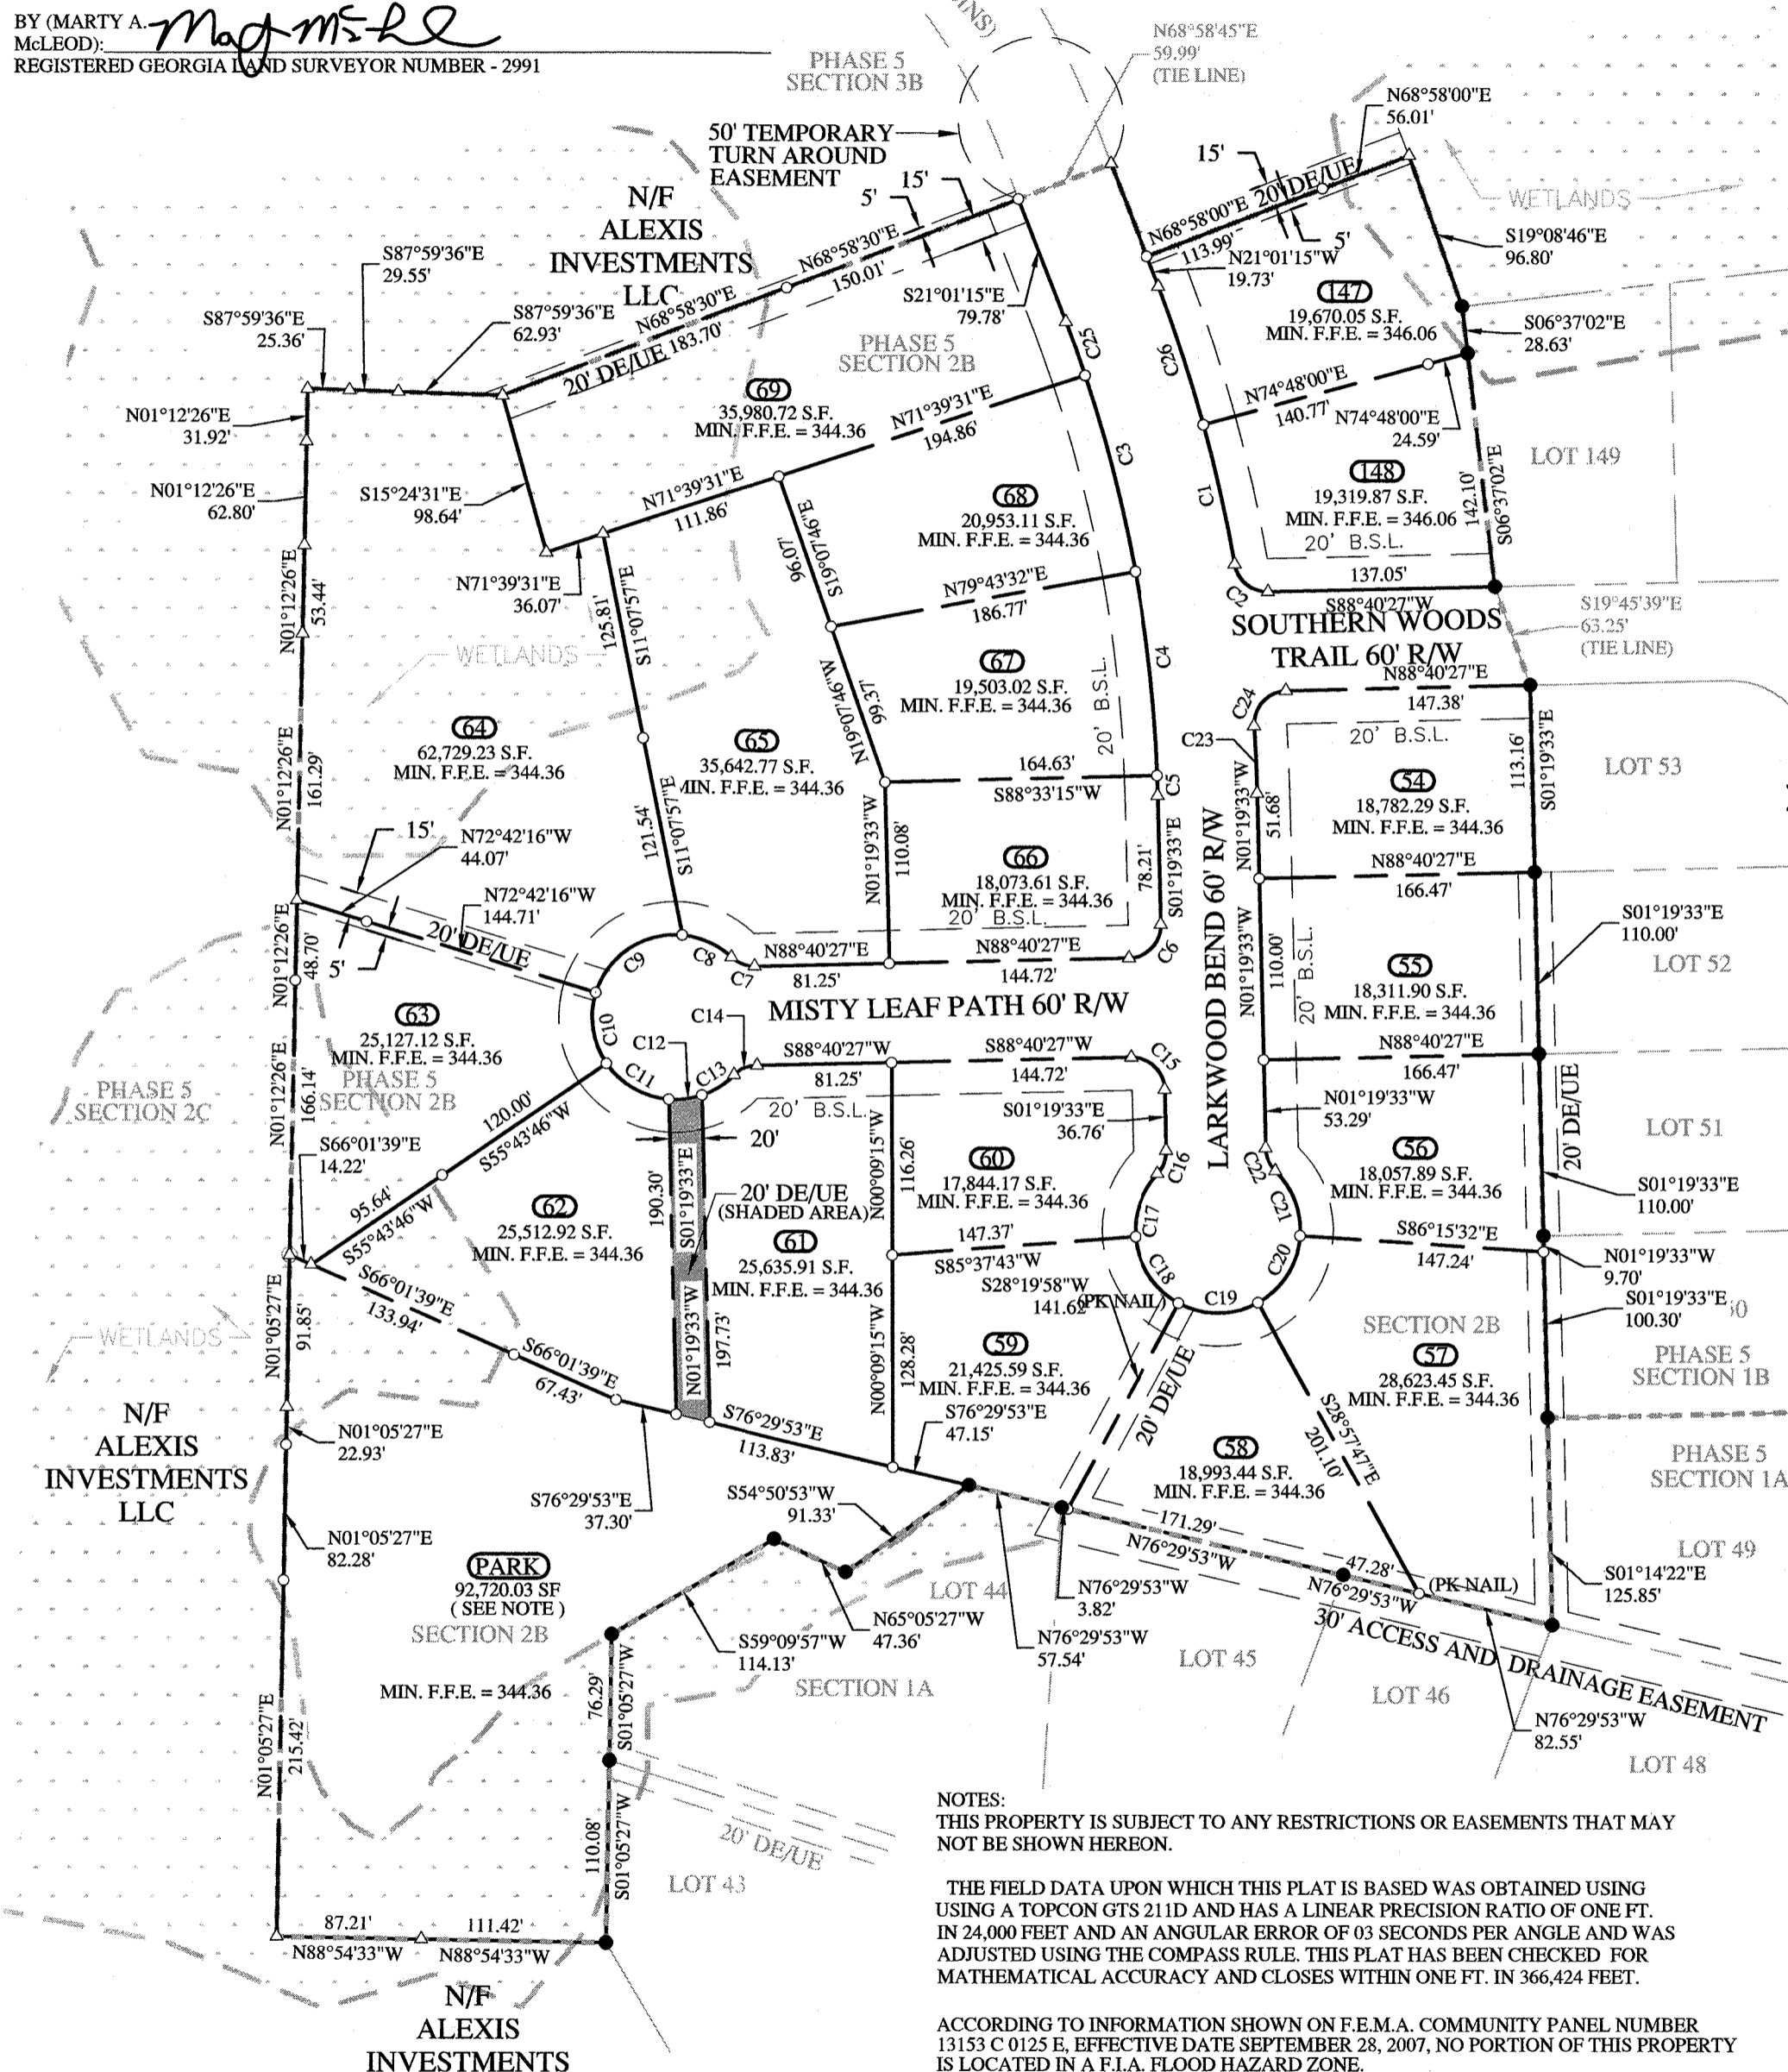 BY (MARTY A.
McLEOD):
REGISTERED GEORGIA LAND SURVEYOR NUMBER - 2991
PHASE 5
SECTION 3B
N68°58'45"E
59.99'
(TIE LINE)
50' TEMPORARY
TURN AROUND
EASEMENT
15'
5'
N68°58'00"E
56.01'
15'
20' DE/UE
N68°58'00"E
113.99'
5'
WETLANDS
N21°01'15"W
19.73'
S19°08'46"E
96.80'
N/F
ALEXIS
INVESTMENTS
LLC
S87°59'36"E
29.55'
S87°59'36"E
25.36'
S87°59'36"E
62.93'
N68°58'30"E
150.01'
N68°58'30"E
183.70'
20' DE/UE
S21°01'15"E
79.78'
PHASE 5
SECTION 2B
C25
C26
147
19,670.05 S.F.
MIN. F.F.E. = 346.06
S06°37'02"E
28.63'
N74°48'00"E
140.77'
N74°48'00"E
24.59'
LOT 149
69
35,980.72 S.F.
MIN. F.F.E. = 344.36
N71°39'31"E
194.86'
N01°12'26"E
31.92'
N01°12'26"E
62.80'
S15°24'31"E
98.64'
N71°39'31"E
111.86'
N71°39'31"E
36.07'
C3
C1
148
19,319.87 S.F.
MIN. F.F.E. = 346.06
20' B.S.L.
137.05'
S88°40'27"W
S06°37'02"E
142.10'
C2
68
20,953.11 S.F.
MIN. F.F.E. = 344.36
S19°07'46"E
96.07'
N79°43'32"E
186.77'
SOUTHERN WOODS
TRAIL 60' R/W
S19°45'39"E
63.25'
(TIE LINE)
N01°12'26"E
53.44'
WETLANDS
125.81'
S11°07'57"E
67
19,503.02 S.F.
MIN. F.F.E. = 344.36
N19°07'46"W
99.37'
C4
20' B.S.L.
N88°40'27"E
147.38'
C24
C23
20' B.S.L.
64
62,729.23 S.F.
MIN. F.F.E. = 344.36
65
35,642.77 S.F.
MIN. F.F.E. = 344.36
164.63'
S88°33'15"W
C5
54
18,782.29 S.F.
MIN. F.F.E. = 344.36
113.16'
S01°19'33"E
LOT 53
N01°12'26"E
161.29'
15'
N72°42'16"W
44.07'
N72°42'16"W
144.71'
20' DE/UE
5'
121.54'
S11°07'57"E
N01°19'33"W
110.08'
66
18,073.61 S.F.
MIN. F.F.E. = 344.36
20' B.S.L.
78.21'
S01°19'33"E
N01°19'33"W
51.68'
N88°40'27"E
166.47'
LARKWOOD BEND 60' R/W
S01°19'33"E
110.00'
LOT 52
N01°12'26"E
48.70'
C9
C8
C7
N88°40'27"E
81.25'
N88°40'27"E
144.72'
C6
N01°19'33"W
110.00'
20' B.S.L.
55
18,311.90 S.F.
MIN. F.F.E. = 344.36
MISTY LEAF PATH 60' R/W
63
25,127.12 S.F.
MIN. F.F.E. = 344.36
PHASE 5
SECTION 2B
PHASE 5
SECTION 2C
C10
C11
C12
C13
C14
S88°40'27"W
81.25'
S88°40'27"W
144.72'
C15
N88°40'27"E
166.47'
N01°12'26"E
166.14'
120.00'
S55°43'46"W
20' B.S.L.
20'
S01°19'33"E
36.76'
N01°19'33"W
53.29'
20' DE/UE
LOT 51
S66°01'39"E
14.22'
95.64'
S55°43'46"W
62
25,512.92 S.F.
MIN. F.F.E. = 344.36
190.30'
S01°19'33"E
20' DE/UE
(SHADED AREA)
61
25,635.91 S.F.
MIN. F.F.E. = 344.36
N00°09'15"W
116.26'
60
17,844.17 S.F.
MIN. F.F.E. = 344.36
C16
C17
C22
C21
56
18,057.89 S.F.
MIN. F.F.E. = 344.36
S01°19'33"E
110.00'
147.37'
S85°37'43"W
S28°19'58"W
141.62'
(PK NAIL)
C18
C19
C20
S86°15'32"E
147.24'
N01°19'33"W
9.70'
S01°19'33"E
100.30'
WETLANDS
N01°05'27"E
91.85'
S66°01'39"E
133.94'
S66°01'39"E
67.43'
N01°19'33"W
197.73'
N00°09'15"W
128.28'
59
21,425.59 S.F.
MIN. F.F.E. = 344.36
S76°29'53"E
47.15'
20' DE/UE
SECTION 2B
57
28,623.45 S.F.
MIN. F.F.E. = 344.36
PHASE 5
SECTION 1B
N/F
ALEXIS
INVESTMENTS
LLC
N01°05'27"E
22.93'
S76°29'53"E
113.83'
S76°29'53"E
37.30'
S54°50'53"W
91.33'
58
18,993.44 S.F.
MIN. F.F.E. = 344.36
S28°57'47"E
201.10'
PHASE 5
SECTION 1A
N01°05'27"E
82.28'
PARK
92,720.03 SF
( SEE NOTE )
SECTION 2B
MIN. F.F.E. = 344.36
LOT 44
171.29'
N76°29'53"W
47.28'
N76°29'53"W
(PK NAIL)
LOT 49
S01°14'22"E
125.85'
S59°09'57"W
114.13'
N65°05'27"W
47.36'
N76°29'53"W
57.54'
N76°29'53"W
3.82'
30' ACCESS AND DRAINAGE EASEMENT
LOT 45
LOT 46
N76°29'53"W
82.55'
LOT 48
SECTION 1A
76.29'
S01°05'27"W
N01°05'27"E
215.42'
110.08'
S01°05'27"W
20' DE/UE
LOT 43
87.21'
N88°54'33"W
111.42'
N88°54'33"W
N/F
ALEXIS
INVESTMENTS
NOTES:
THIS PROPERTY IS SUBJECT TO ANY RESTRICTIONS OR EASEMENTS THAT MAY
NOT BE SHOWN HEREON.
THE FIELD DATA UPON WHICH THIS PLAT IS BASED WAS OBTAINED USING
USING A TOPCON GTS 211D AND HAS A LINEAR PRECISION RATIO OF ONE FT.
IN 24,000 FEET AND AN ANGULAR ERROR OF 03 SECONDS PER ANGLE AND WAS
ADJUSTED USING THE COMPASS RULE. THIS PLAT HAS BEEN CHECKED FOR
MATHEMATICAL ACCURACY AND CLOSES WITHIN ONE FT. IN 366,424 FEET.
ACCORDING TO INFORMATION SHOWN ON F.E.M.A. COMMUNITY PANEL NUMBER
13153 C 0125 E, EFFECTIVE DATE SEPTEMBER 28, 2007, NO PORTION OF THIS PROPERTY
IS LOCATED IN A F.I.A. FLOOD HAZARD ZONE.